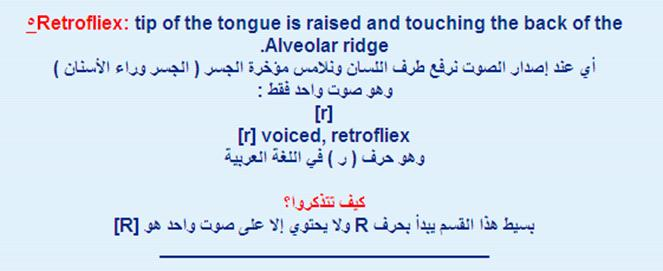 ٥_Retrofliex: tip of the tongue is raised and touching the back of the
.Alveolar ridge
أي عند إصدار الصوت نرفع طرف اللسان ونلامس مؤخرة الجسر ( الجسر وراء الأسنان )
وهو صوت واحد فقط :
[r]
[r] voiced, retrofliex
وهو حرف ( ر ) في اللغة العربية
كيف تتذكروا؟
بسيط هذا القسم يبدأ بحرف R ولا يحتوي إلا على صوت واحد هو [R]